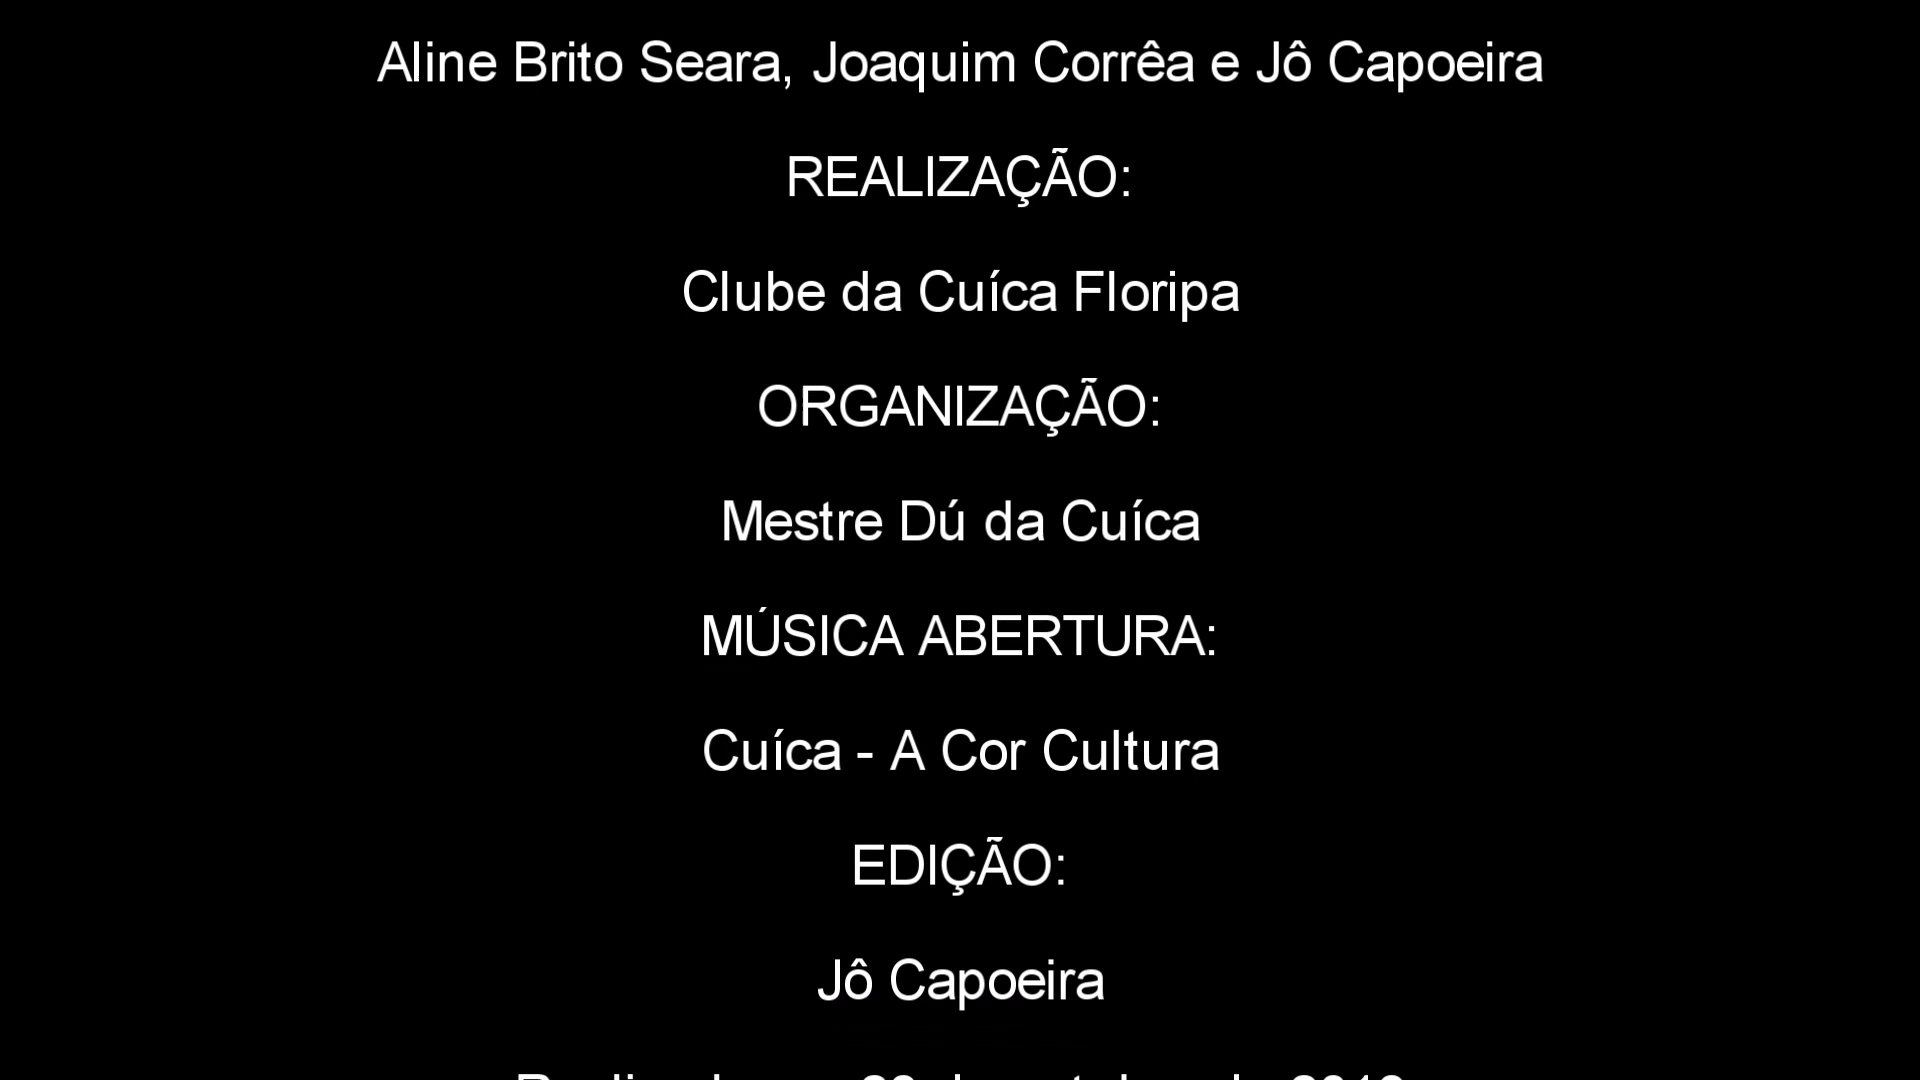 Aline Brito Seara, Joaquim Corrêa e Jô Capoeira
REALIZAÇÃO:
Clube da Cuíca Floripa
ORGANIZAÇÃO:
Mestre Dú da Cuíca
MÚSICA ABERTURA:
Cuíca - A Cor Cultura
EDIÇÃO:
Jô Capoeira